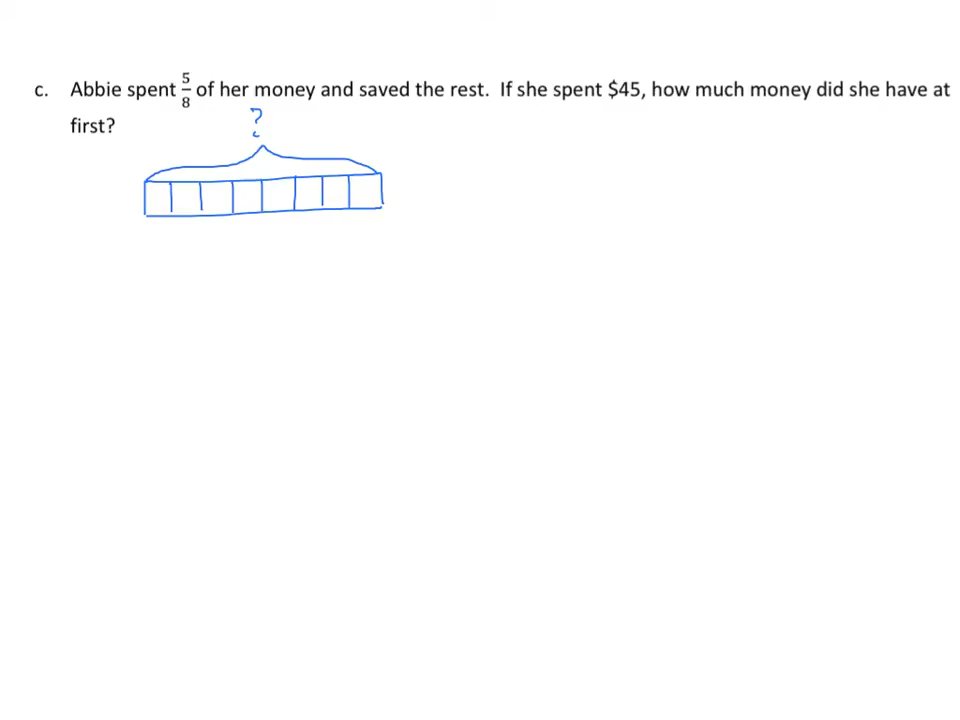 c. Abbie spent 5/8 of her money and saved the rest. If she spent $45, how much money did she have at
first?
?